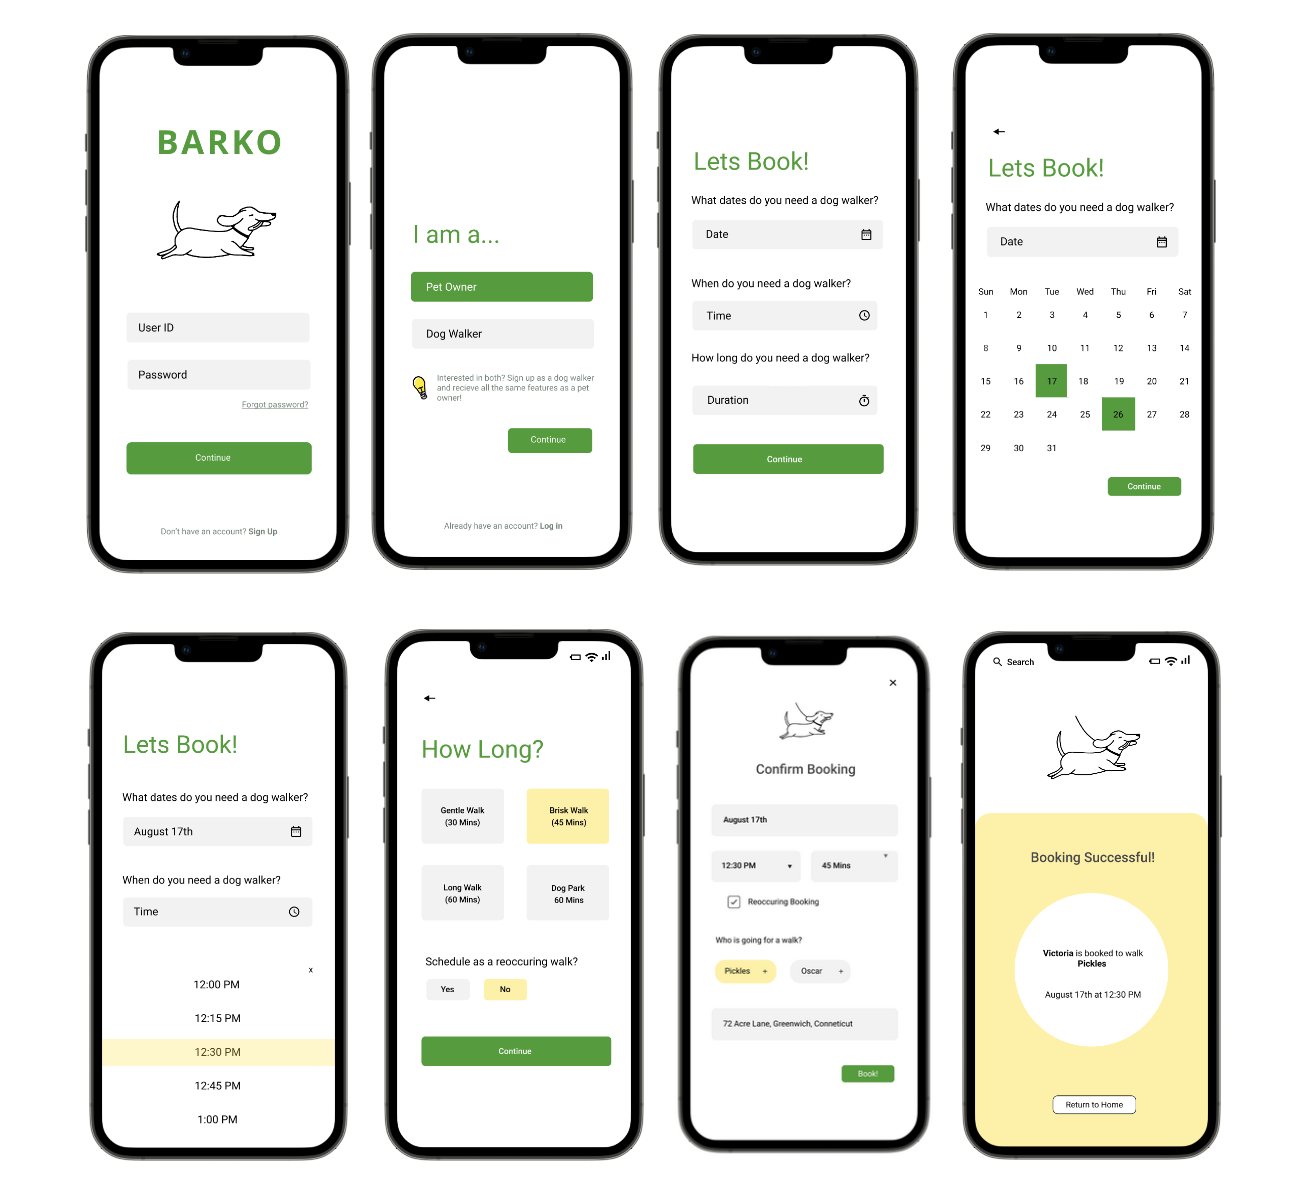 BARKO
User ID
Password
Forgot password?
Continue
Don't have an account? Sign Up
I am a...
Pet Owner
Dog Walker
Interested in both? Sign up as a dog walker
and recieve all the same features as a pet
owner!
Continue
Already have an account? Log in
Lets Book!
What dates do you need a dog walker?
Date
When do you need a dog walker?
Time
How long do you need a dog walker?
Duration
Continue
Lets Book!
What dates do you need a dog walker?
Date
Sun Mon Tue Wed Thu Fri Sat
1 2 3 4 5 6 7
8 9 10 11 12 13 14
15 16 17 18 19 20 21
22 23 24 25 26 27 28
29 30 31
Continue
Lets Book!
What dates do you need a dog walker?
August 17th
When do you need a dog walker?
Time
x
12:00 PM
12:15 PM
12:30 PM
12:45 PM
1:00 PM
How Long?
Gentle Walk
(30 Mins)
Brisk Walk
(45 Mins)
Long Walk
(60 Mins)
Dog Park
60 Mins
Schedule as a reoccuring walk?
Yes No
Continue
Confirm Booking
August 17th
12:30 PM 45 Mins
Reoccuring Booking
Who is going for a walk?
Pickles + Oscar +
72 Acre Lane, Greenwich, Conneticut
Book!
Search
Booking Successful!
Victoria is booked to walk
Pickles
August 17th at 12:30 PM
Return to Home